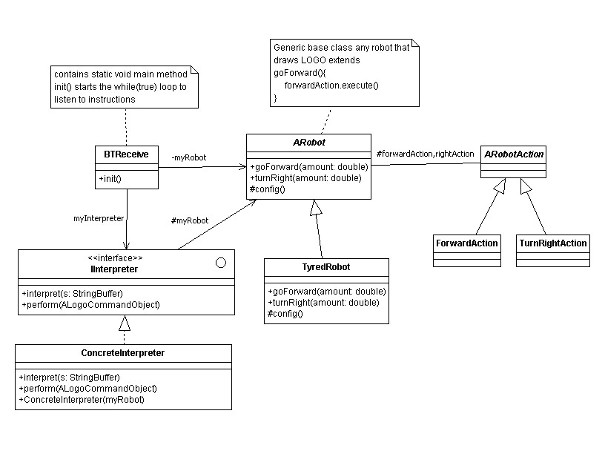 Generic base class any robot that
draws LOGO extends
goForward(){
forwardAction.execute()
}
contains static void main method
init() starts the while(true) loop to
listen to instructions
BTReceive
+init()
-myRobot
ARobot
+goForward(amount: double)
+turnRight(amount: double)
#config()
#forwardAction,rightAction
ARobotAction
myInterpreter
#myRobot
ForwardAction
TurnRightAction
<<interface>>
IInterpreter
+interpret(s: StringBuffer)
+perform(ALogoCommandObject)
TyredRobot
+goForward(amount: double)
+turnRight(amount: double)
#config()
ConcreteInterpreter
+interpret(s: StringBuffer)
+perform(ALogoCommandObject)
+ConcreteInterpreter(myRobot)